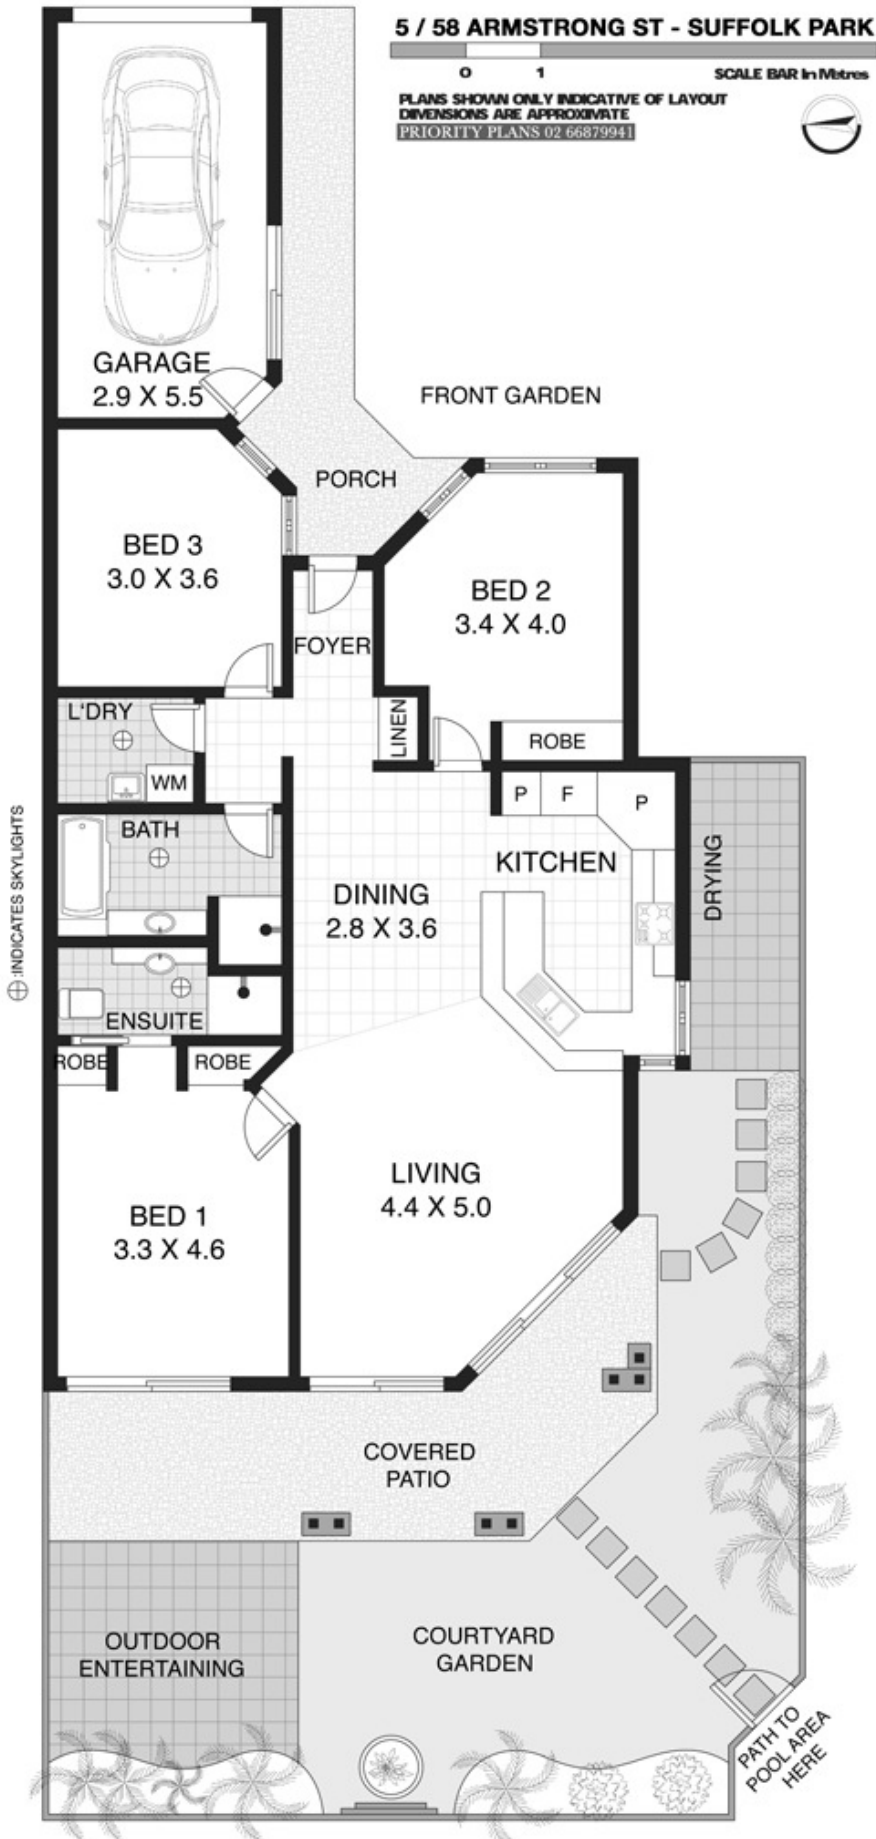 5 / 58 ARMSTRONG ST - SUFFOLK PARK
0 1 SCALE BAR In Metres
PLANS SHOWN ONLY INDICATIVE OF LAYOUT
DIMENSIONS ARE APPROXIMATE
PRIORITY PLANS 02 66879941
GARAGE
2.9 X 5.5
FRONT GARDEN
PORCH
BED 3
3.0 X 3.6
BED 2
3.4 X 4.0
FOYER
L'DRY
LINEN
ROBE
WM
P F P
BATH
KITCHEN
DINING
2.8 X 3.6
DRYING
:INDICATES SKYLIGHTS
ENSUITE
ROBE ROBE
LIVING
4.4 X 5.0
BED 1
3.3 X 4.6
COVERED
PATIO
OUTDOOR
ENTERTAINING
COURTYARD
GARDEN
PATH TO
POOL AREA
HERE